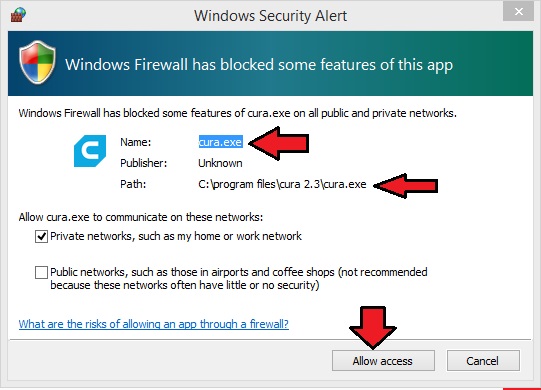 Windows Security Alert
Windows Firewall has blocked some features of this app
Windows Firewall has blocked some features of cura.exe on all public and private networks.
Name: cura.exe
Publisher: Unknown
Path: C:\program files\cura 2.3\cura.exe
Allow cura.exe to communicate on these networks:
Private networks, such as my home or work network
Public networks, such as those in airports and coffee shops (not recommended
because these networks often have little or no security)
What are the risks of allowing an app through a firewall?
Allow access Cancel